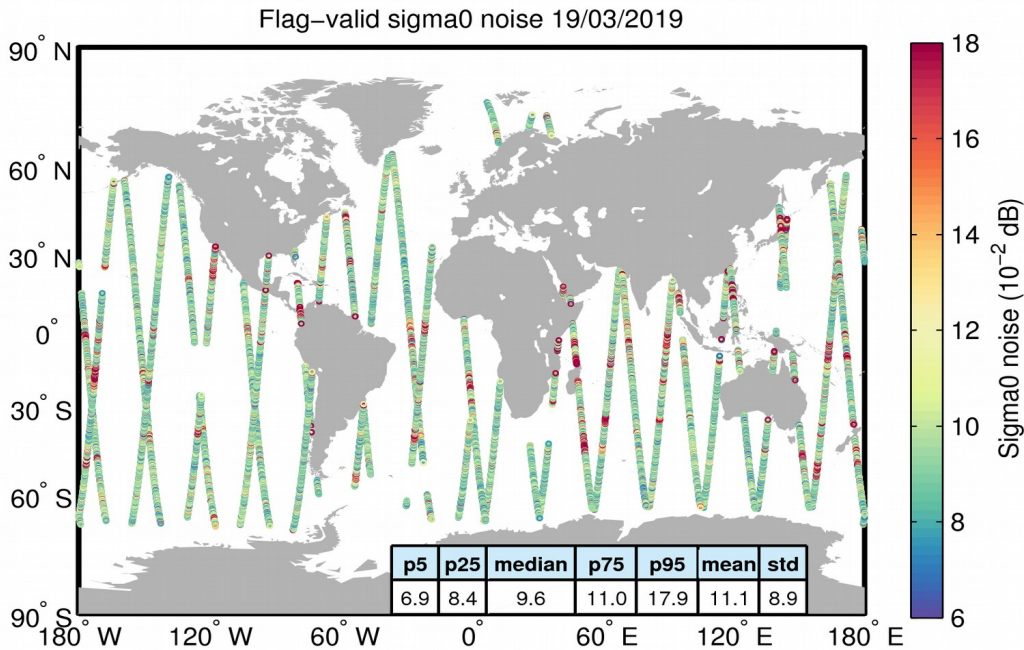 Flag−valid sigma0 noise 19/03/2019
90° N
60° N
30° N
0°
30° S
60° S
90° S
180° W
120° W
60° W
0°
60° E
120° E
180° E
p5 p25 median p75 p95 mean std
6.9 8.4 9.6 11.0 17.9 11.1 8.9
18
16
14
12
10
8
6
Sigma0 noise (10⁻² dB)